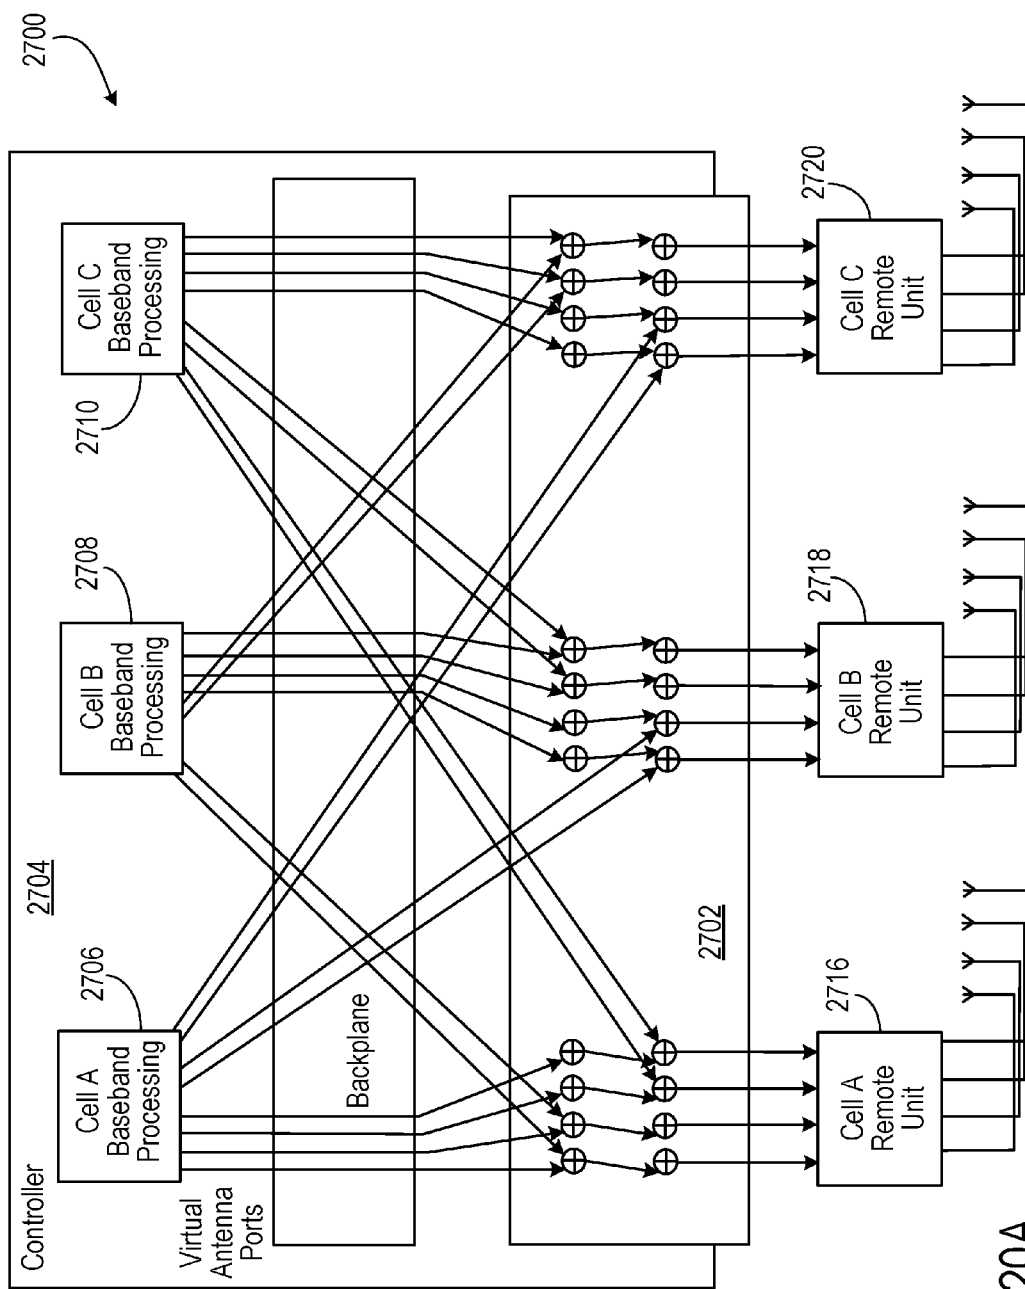 2700
Controller
2704
2706
Cell A
Baseband
Processing
2708
Cell B
Baseband
Processing
2710
Cell C
Baseband
Processing
Virtual
Antenna
Ports
Backplane
2702
2716
Cell A
Remote
Unit
2718
Cell B
Remote
Unit
2720
Cell C
Remote
Unit
20A